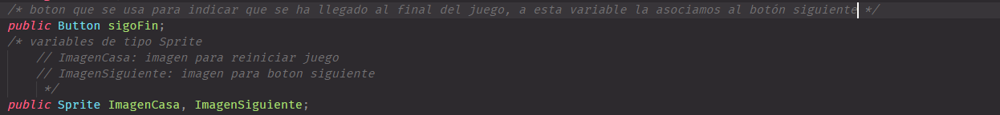 /* boton que se usa para indicar que se ha llegado al final del juego, a esta variable la asociamos al botón siguiente */
public Button sigoFin;
/* variables de tipo Sprite
// ImagenCasa: imagen para reiniciar juego
// ImagenSiguiente: imagen para boton siguiente
*/
public Sprite ImagenCasa, ImagenSiguiente;